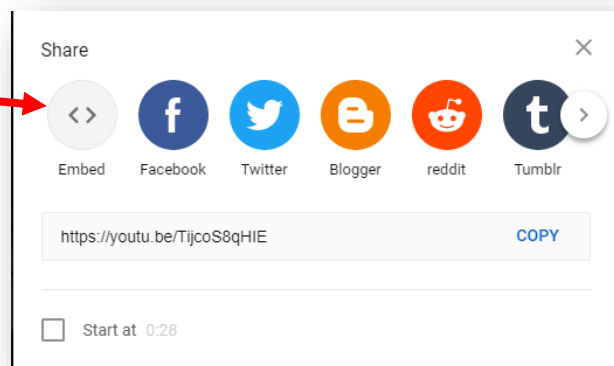 Share
Embed Facebook Twitter Blogger reddit Tumblr
https://youtu.be/TijcoS8qHIE COPY
Start at 0:28